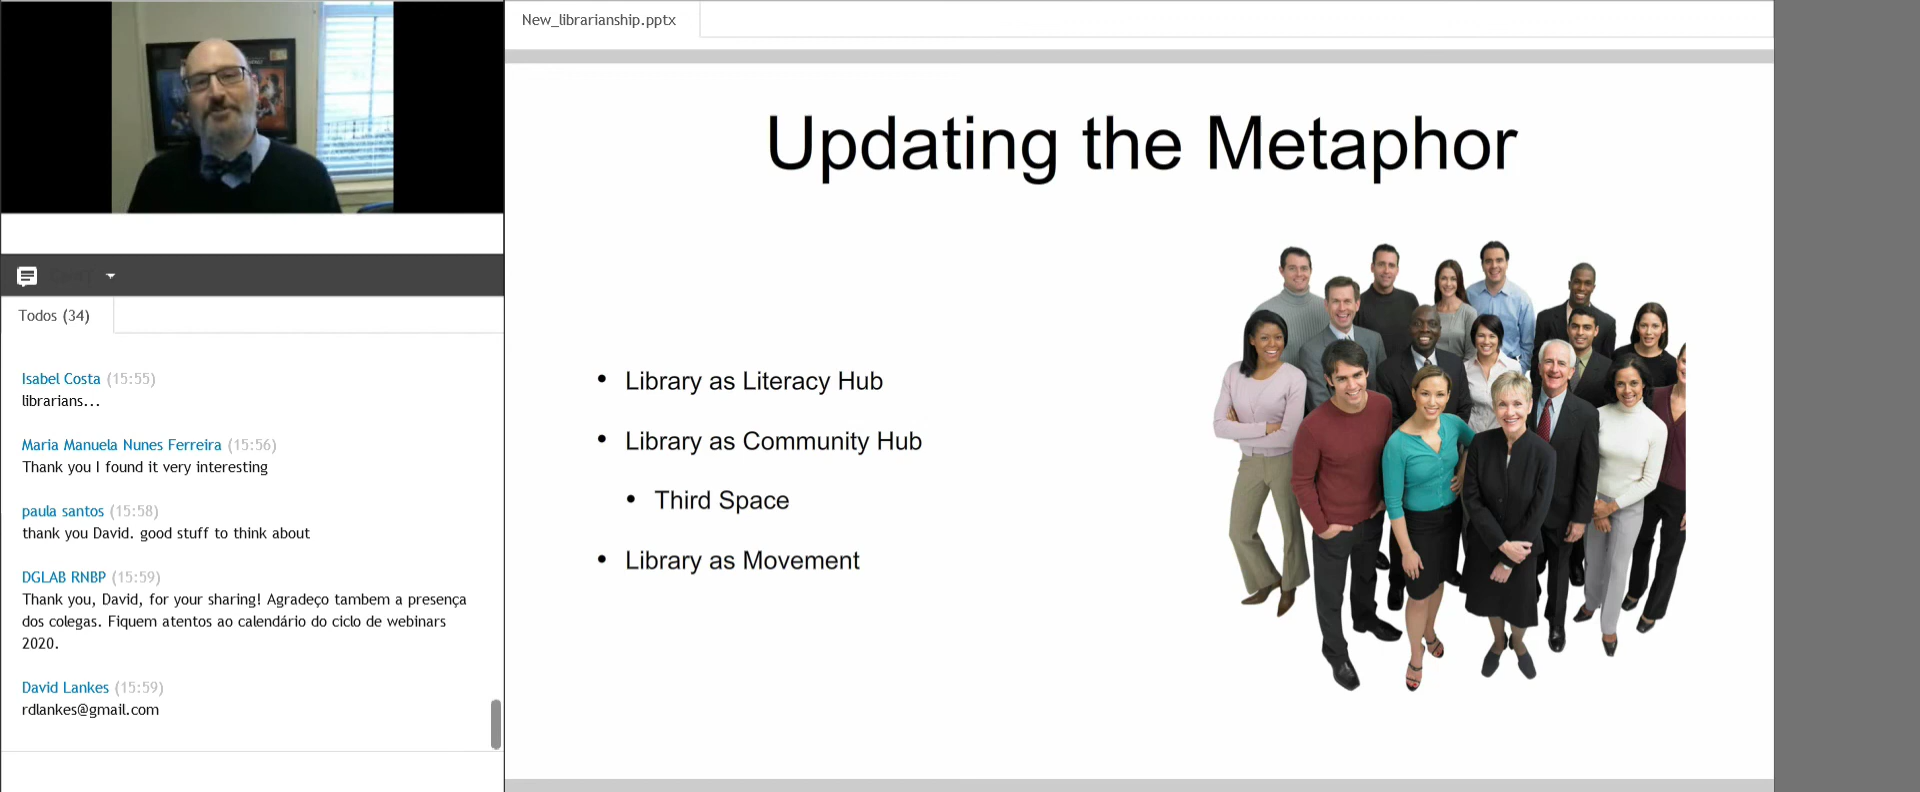 New_librarianship.pptx
Updating the Metaphor
• Library as Literacy Hub
• Library as Community Hub
• Third Space
• Library as Movement
Todos (34)
Isabel Costa (15:55)
librarians...
Maria Manuela Nunes Ferreira (15:56)
Thank you I found it very interesting
paula santos (15:58)
thank you David. good stuff to think about
DGLAB RNBP (15:59)
Thank you, David, for your sharing! Agradeço tambem a presença
dos colegas. Fiquem atentos ao calendário do ciclo de webinars
2020.
David Lankes (15:59)
rdlankes@gmail.com